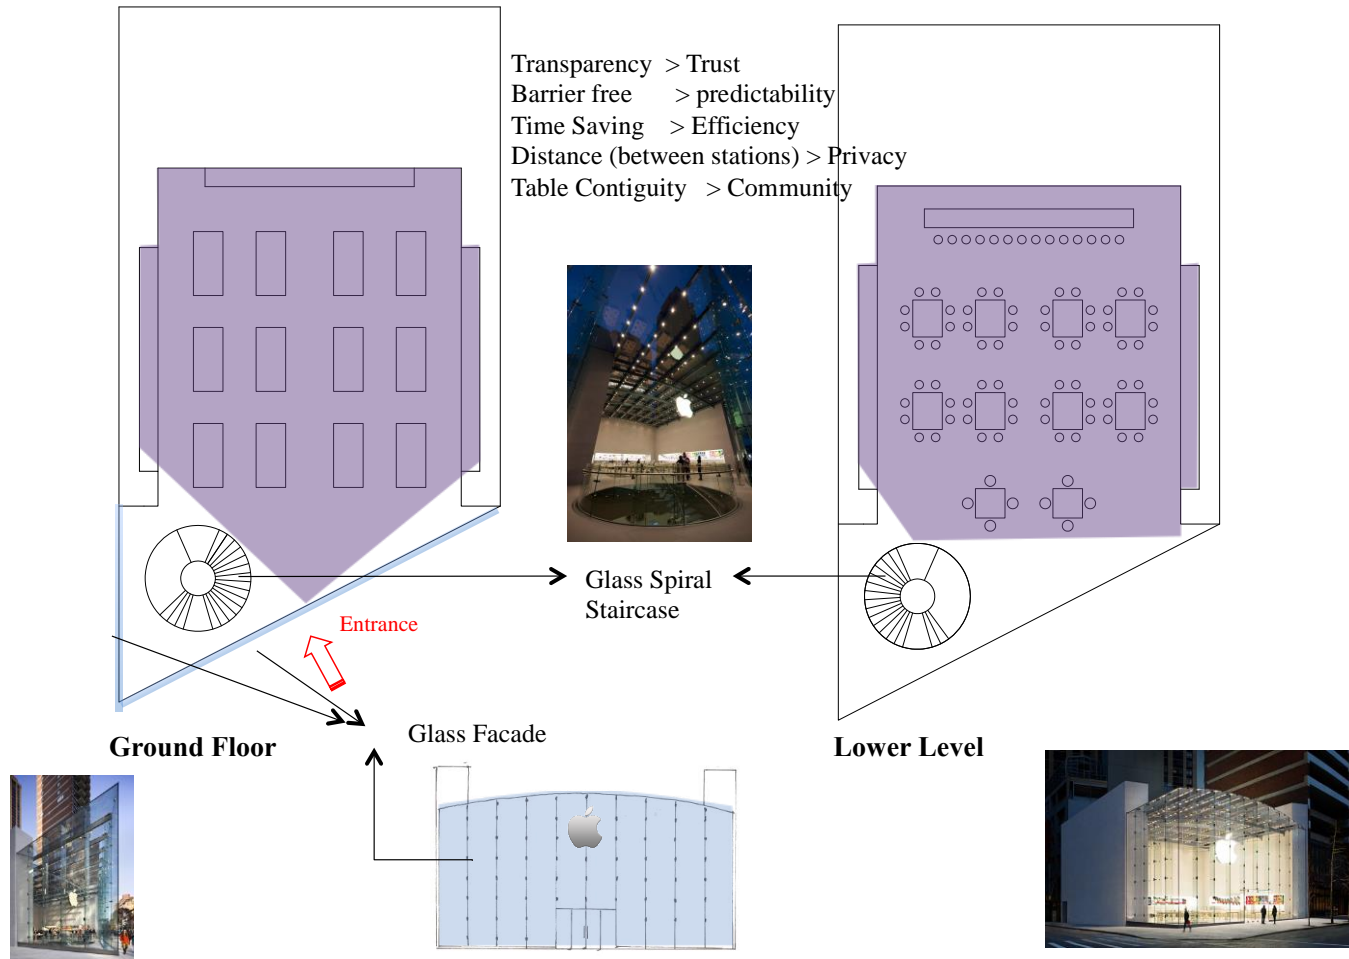 Transparency > Trust
Barrier free > predictability
Time Saving > Efficiency
Distance (between stations) > Privacy
Table Contiguity > Community
Glass Spiral
Staircase
Entrance
Glass Facade
Ground Floor
Lower Level